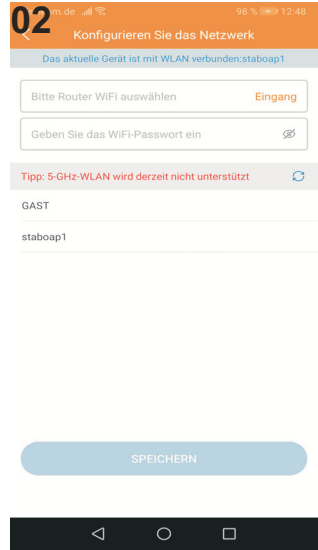 02
m.de 98 % 12:48
Konfigurieren Sie das Netzwerk
Das aktuelle Gerät ist mit WLAN verbunden:staboap1
Bitte Router WiFi auswählen Eingang
Geben Sie das WiFi-Passwort ein
Tipp: 5-GHz-WLAN wird derzeit nicht unterstützt
GAST
staboap1
SPEICHERN